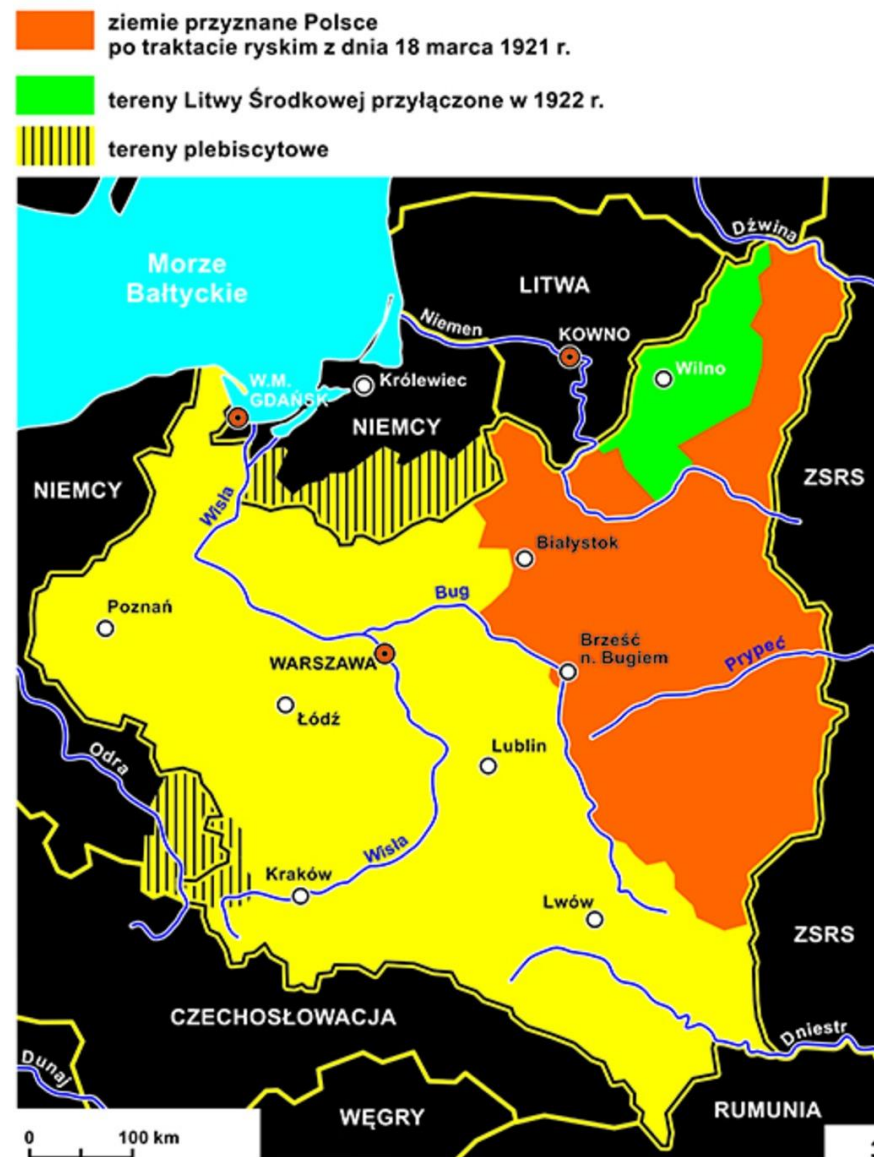 ziemie przyznane Polsce
po traktacie ryskim z dnia 18 marca 1921 r.
tereny Litwy Środkowej przyłączone w 1922 r.
tereny plebiscytowe
Morze
Bałtyckie
Dźwina
LITWA
Niemen
KOWNO
Wilno
W.M.
GDAŃSK
Królewiec
NIEMCY
NIEMCY
ZSRS
Wisła
Białystok
Bug
Poznań
Brześć
n. Bugiem
Prypeć
WARSZAWA
Łódź
Lublin
Odra
Wisła
Kraków
Lwów
ZSRS
CZECHOSŁOWACJA
Dniestr
Dunaj
WĘGRY
RUMUNIA
0 100 km